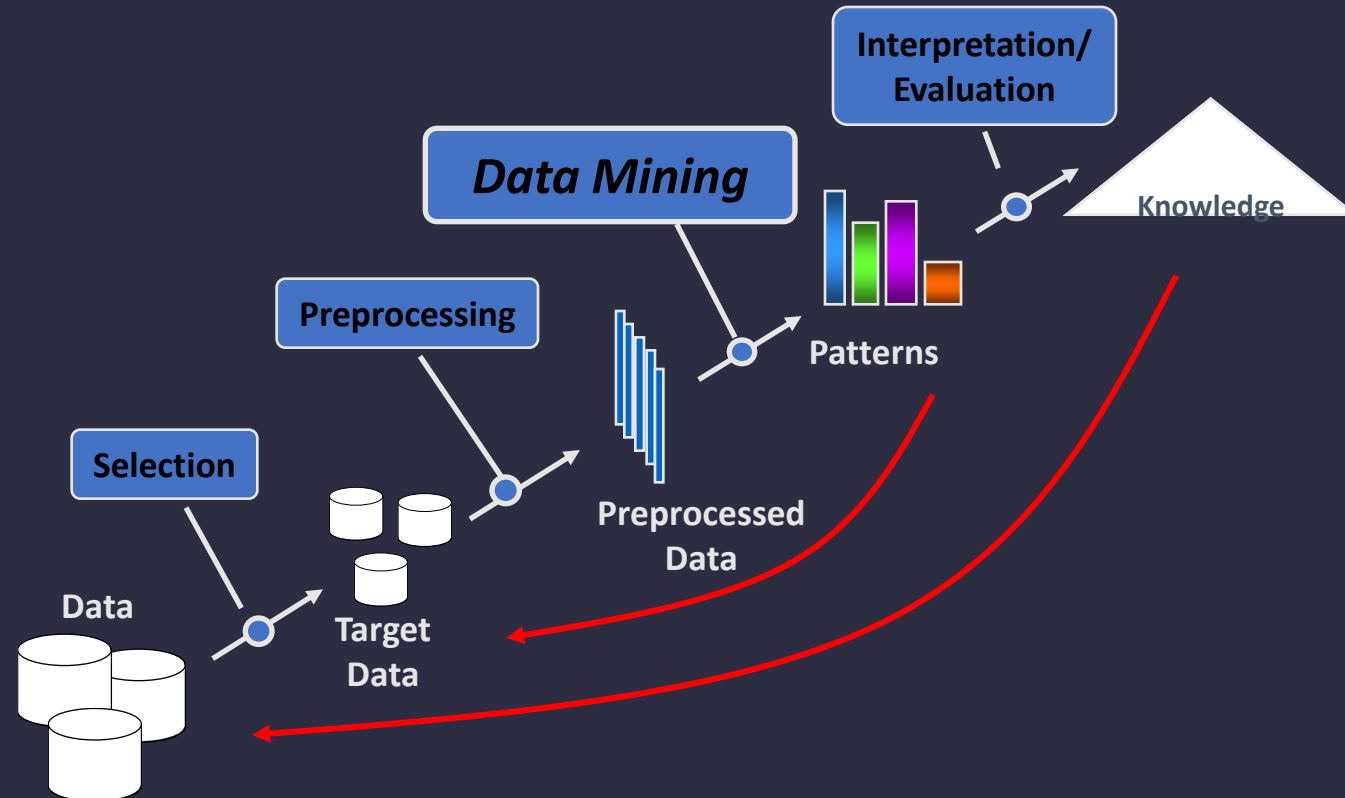 Interpretation/
Evaluation
Data Mining
Knowledge
Preprocessing
Patterns
Selection
Preprocessed
Data
Data
Target
Data